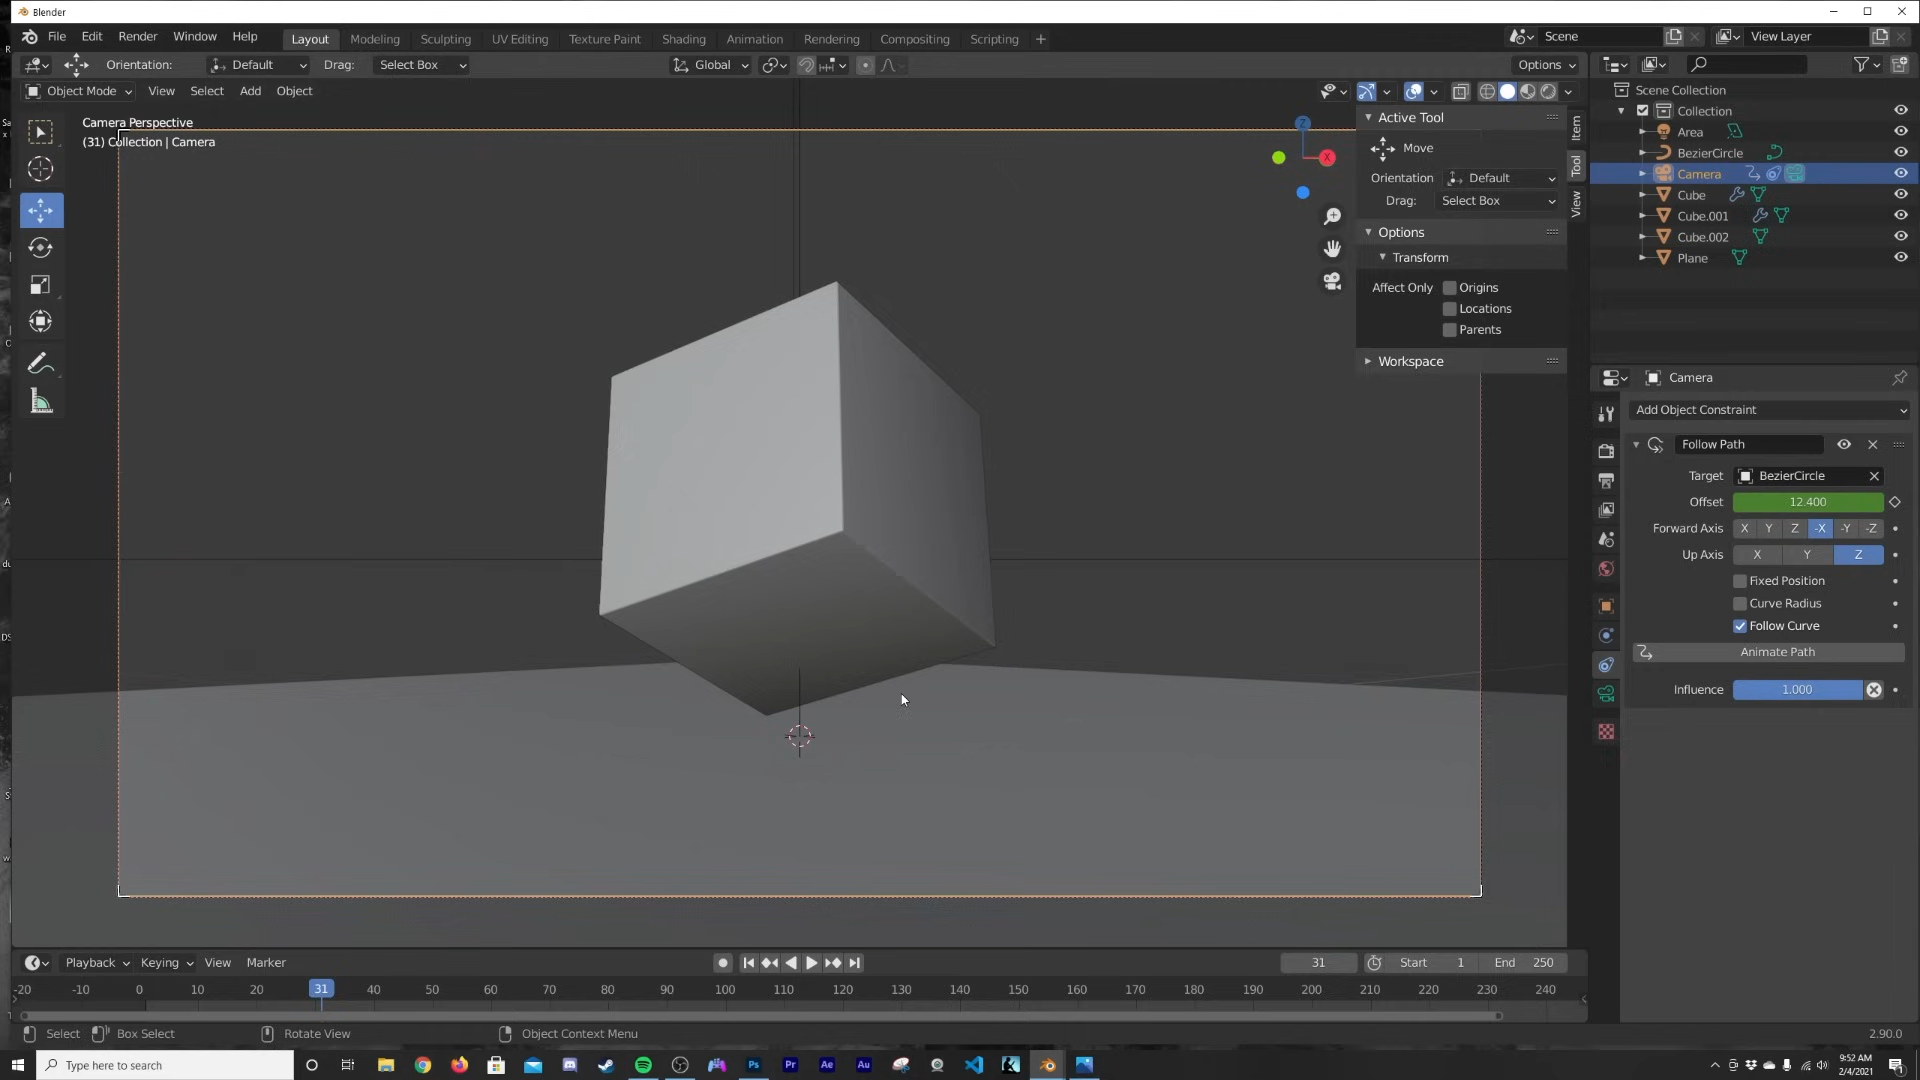 Blender
File Edit Render Window Help Layout Modeling Sculpting UV Editing Texture Paint Shading Animation Rendering Compositing Scripting + Scene View Layer
Orientation: Default Drag: Select Box Global Options
Object Mode View Select Add Object
Camera Perspective
(31) Collection | Camera
Z
X
Active Tool
Move
Orientation Default
Drag: Select Box
Options
Transform
Affect Only Origins
Locations
Parents
Workspace
Item
Tool
View
Scene Collection
Collection
Area
BezierCircle
Camera
Cube
Cube.001
Cube.002
Plane
Camera
Add Object Constraint
Follow Path
Target BezierCircle
Offset 12.400
Forward Axis X Y Z -X -Y -Z
Up Axis X Y Z
Fixed Position
Curve Radius
Follow Curve
Animate Path
Influence 1.000
Playback Keying View Marker 31 Start 1 End 250
-20 -10 0 10 20 31 40 50 60 70 80 90 100 110 120 130 140 150 160 170 180 190 200 210 220 230 240
Select Box Select Rotate View Object Context Menu 2.90.0
Type here to search Ps Pr Ae Au 9:52 AM
2/4/2021